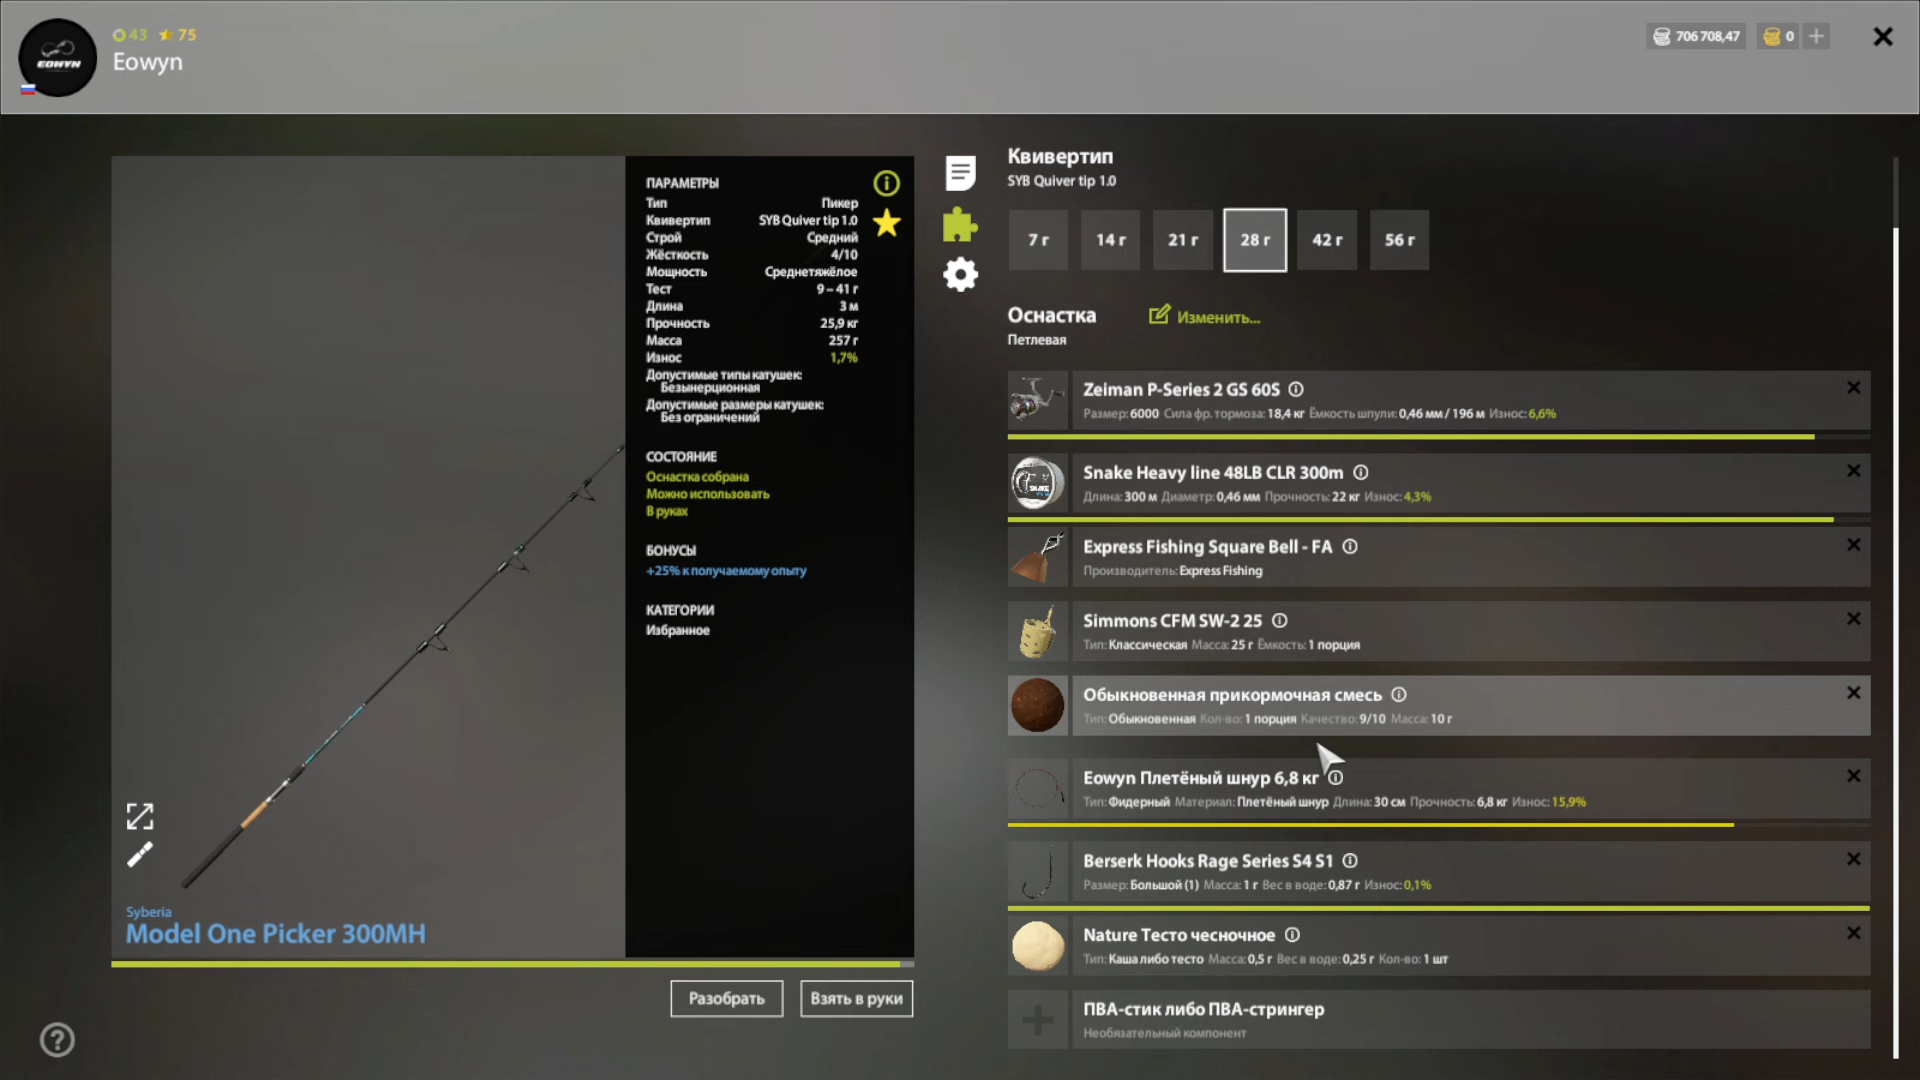 43 75
Eowyn
EOWYN
706 708,47
0
ПАРАМЕТРЫ
Тип Пикер
Квивертип SYB Quiver tip 1.0
Строй Средний
Жёсткость 4/10
Мощность Среднетяжёлое
Тест 9 – 41 г
Длина 3 м
Прочность 25,9 кг
Масса 257 г
Износ 1,7%
Допустимые типы катушек:
Безынерционная
Допустимые размеры катушек:
Без ограничений
СОСТОЯНИЕ
Оснастка собрана
Можно использовать
В руках
БОНУСЫ
+25% к получаемому опыту
КАТЕГОРИИ
Избранное
Syberia
Model One Picker 300MH
Разобрать
Взять в руки
Квивертип
SYB Quiver tip 1.0
7 г 14 г 21 г 28 г 42 г 56 г
Оснастка Изменить...
Петлевая
Zeiman P-Series 2 GS 60S
Размер: 6000 Сила фр. тормоза: 18,4 кг Ёмкость шпули: 0,46 мм / 196 м Износ: 6,6%
Snake Heavy line 48LB CLR 300m
Длина: 300 м Диаметр: 0,46 мм Прочность: 22 кг Износ: 4,3%
Express Fishing Square Bell - FA
Производитель: Express Fishing
Simmons CFM SW-2 25
Тип: Классическая Масса: 25 г Ёмкость: 1 порция
Обыкновенная прикормочная смесь
Тип: Обыкновенная Кол-во: 1 порция Качество: 9/10 Масса: 10 г
Eowyn Плетёный шнур 6,8 кг
Тип: Фидерный Материал: Плетёный шнур Длина: 30 см Прочность: 6,8 кг Износ: 15,9%
Berserk Hooks Rage Series S4 S1
Размер: Большой (1) Масса: 1 г Вес в воде: 0,87 г Износ: 0,1%
Nature Тесто чесночное
Тип: Каша либо тесто Масса: 0,5 г Вес в воде: 0,25 г Кол-во: 1 шт
ПВА-стик либо ПВА-стрингер
Необязательный компонент